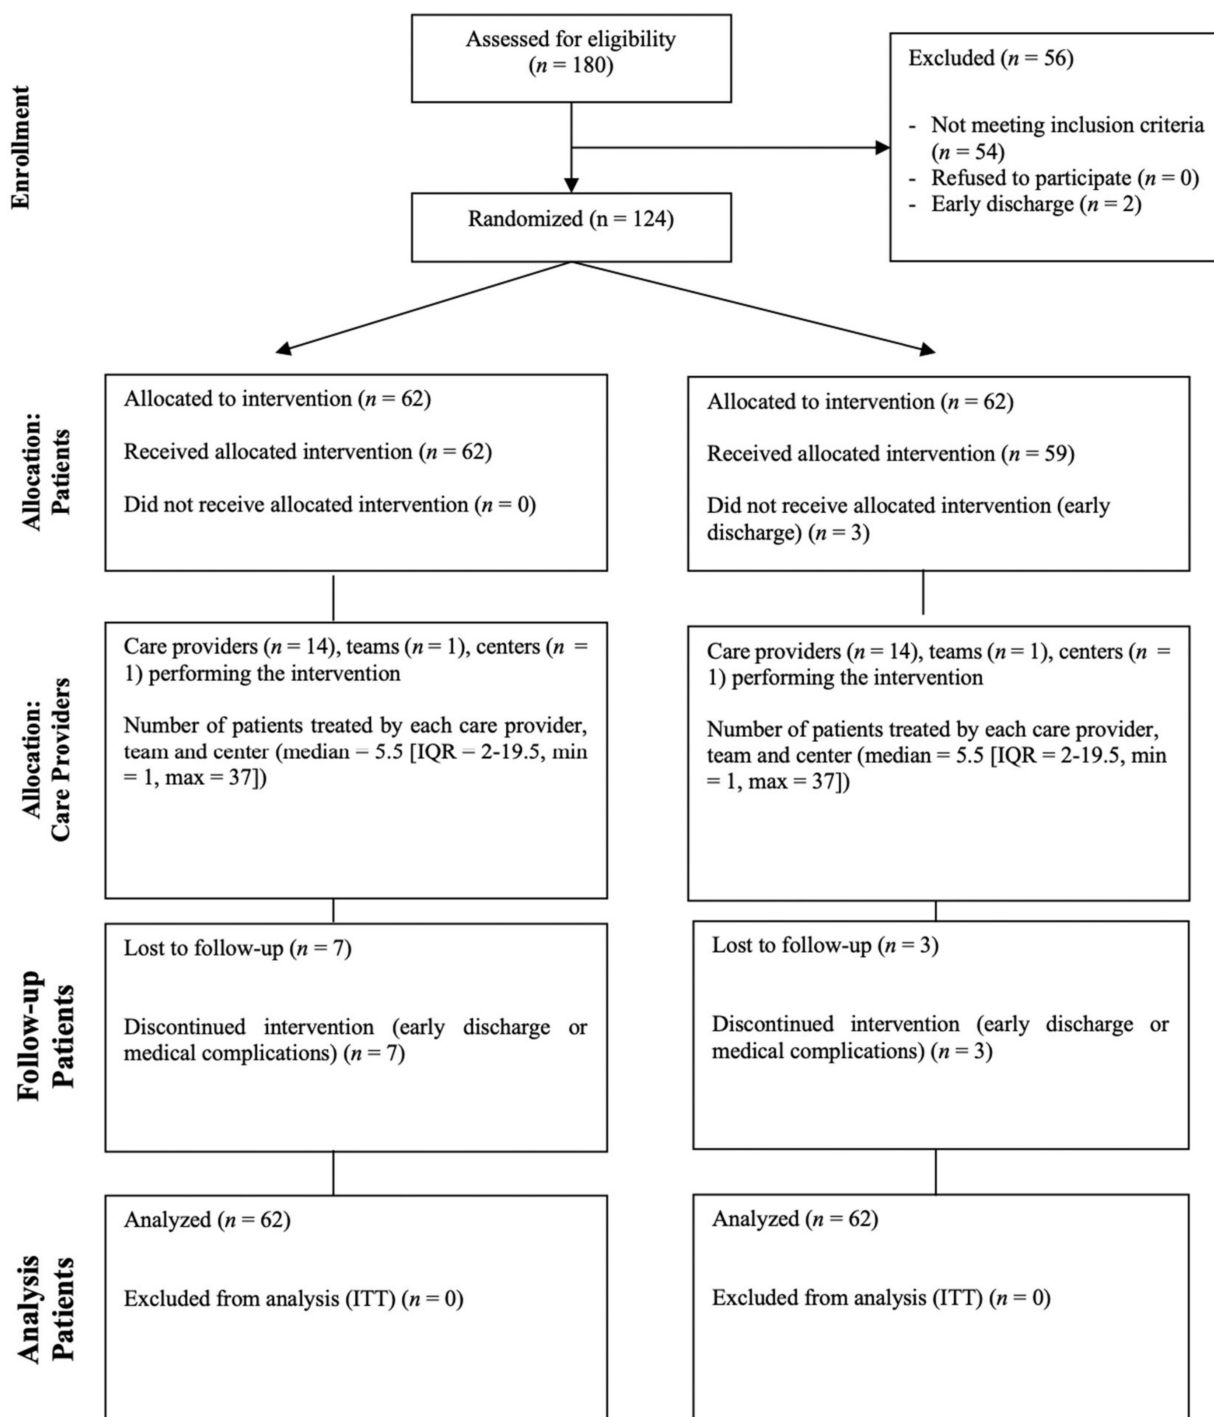 Enrollment
Assessed for eligibility
(n = 180)
Excluded (n = 56)
- Not meeting inclusion criteria
(n = 54)
- Refused to participate (n = 0)
- Early discharge (n = 2)
Randomized (n = 124)
Allocation:
Patients
Allocated to intervention (n = 62)
Received allocated intervention (n = 62)
Did not receive allocated intervention (n = 0)
Allocated to intervention (n = 62)
Received allocated intervention (n = 59)
Did not receive allocated intervention (early
discharge) (n = 3)
Allocation:
Care Providers
Care providers (n = 14), teams (n = 1), centers (n =
1) performing the intervention
Number of patients treated by each care provider,
team and center (median = 5.5 [IQR = 2-19.5, min
= 1, max = 37])
Care providers (n = 14), teams (n = 1), centers (n =
1) performing the intervention
Number of patients treated by each care provider,
team and center (median = 5.5 [IQR = 2-19.5, min
= 1, max = 37])
Follow-up
Patients
Lost to follow-up (n = 7)
Discontinued intervention (early discharge or
medical complications) (n = 7)
Lost to follow-up (n = 3)
Discontinued intervention (early discharge or
medical complications) (n = 3)
Analysis
Patients
Analyzed (n = 62)
Excluded from analysis (ITT) (n = 0)
Analyzed (n = 62)
Excluded from analysis (ITT) (n = 0)